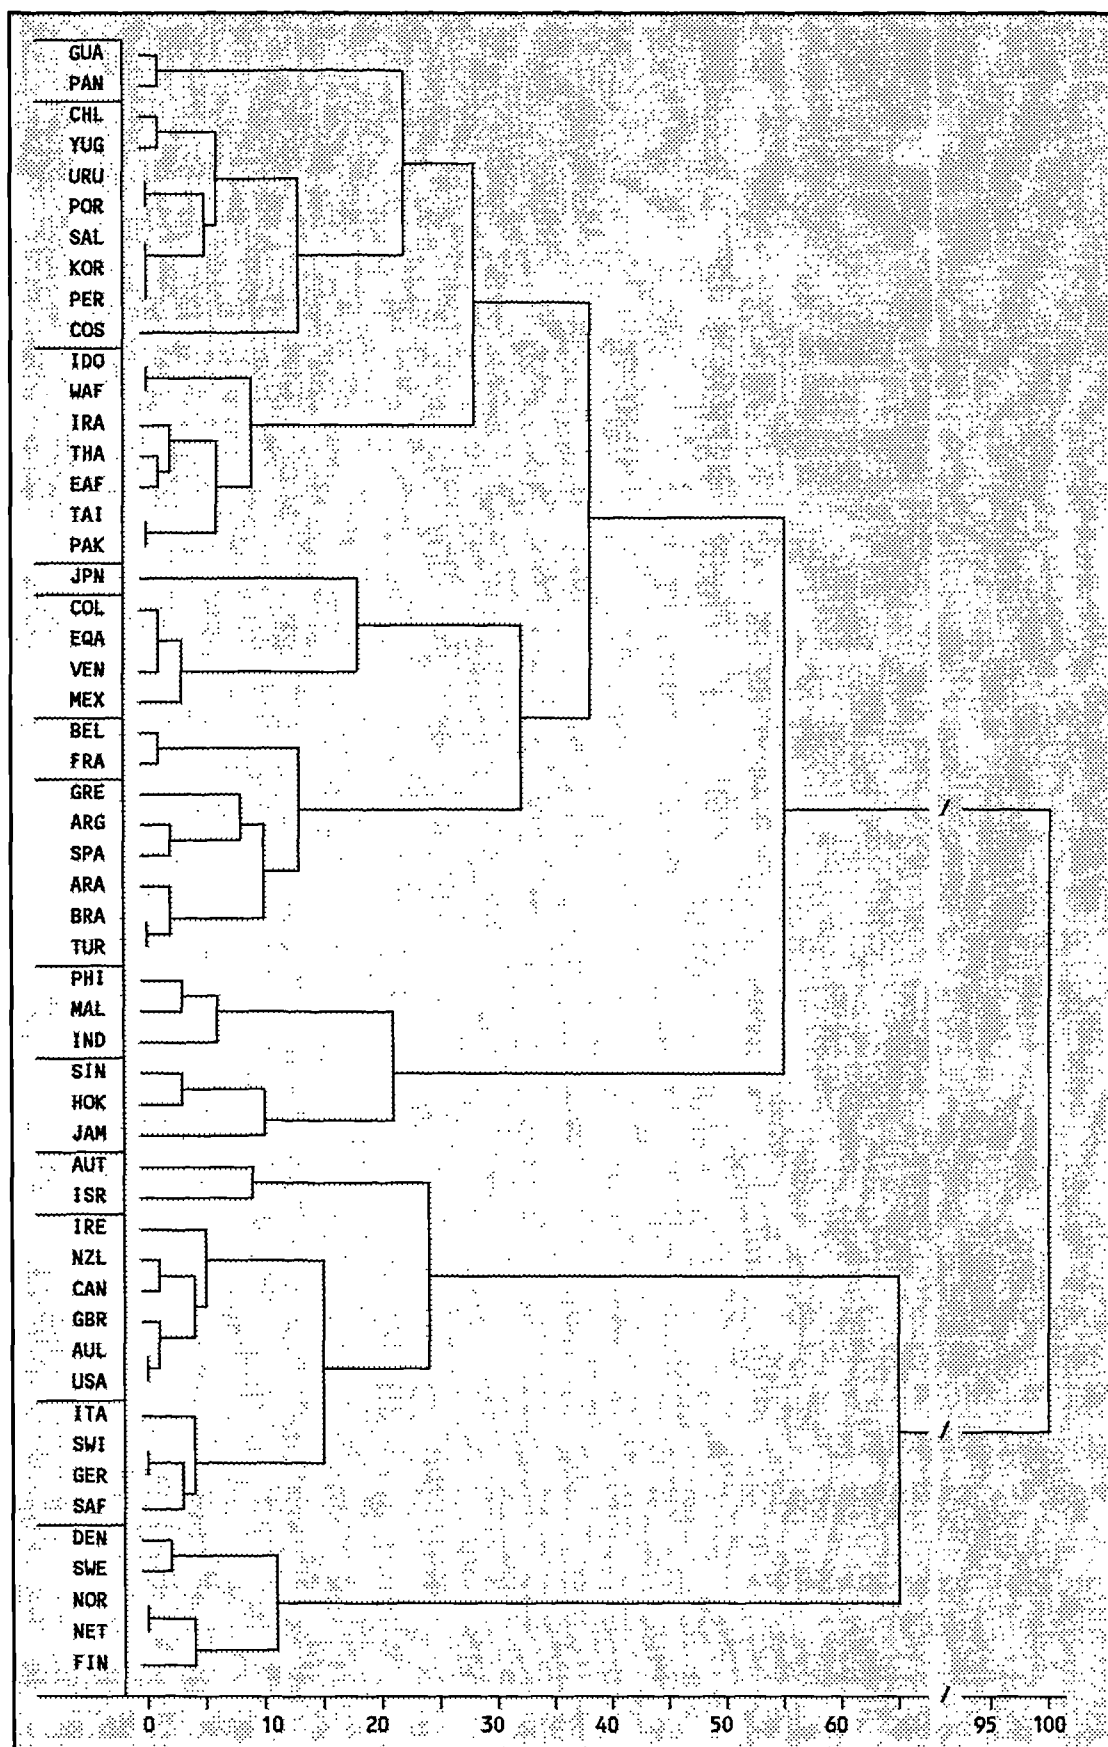 GUA
PAN
CHL
YUG
URU
POR
SAL
KOR
PER
COS
IDO
WAF
IRA
THA
EAF
TAI
PAK
JPN
COL
EQA
VEN
MEX
BEL
FRA
GRE
ARG
SPA
ARA
BRA
TUR
PHI
MAL
IND
SIN
HOK
JAM
AUT
ISR
IRE
NZL
CAN
GBR
AUL
USA
ITA
SWI
GER
SAF
DEN
SWE
NOR
NET
FIN
0 10 20 30 40 50 60 95 100